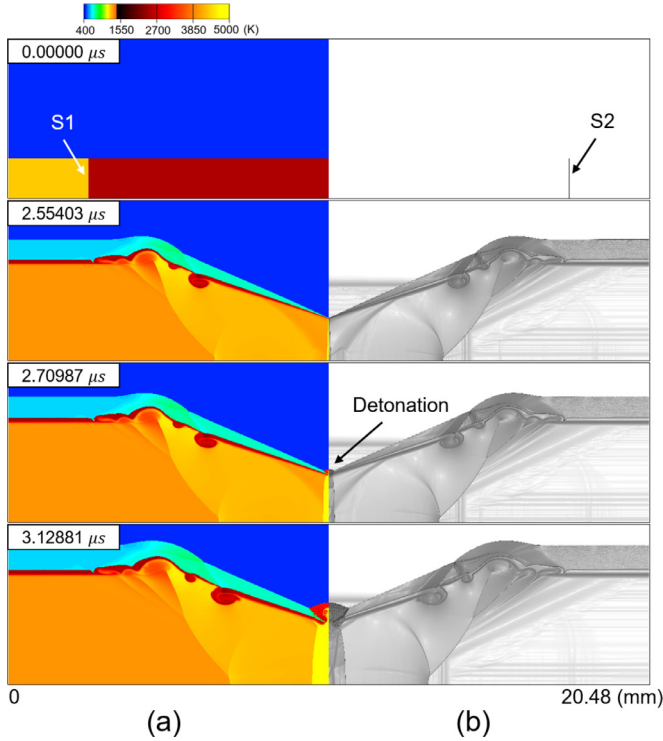 400 1550 2700 3850 5000 (K)
0.00000 μs
S1
S2
2.55403 μs
2.70987 μs
Detonation
3.12881 μs
0
20.48 (mm)
(a)
(b)